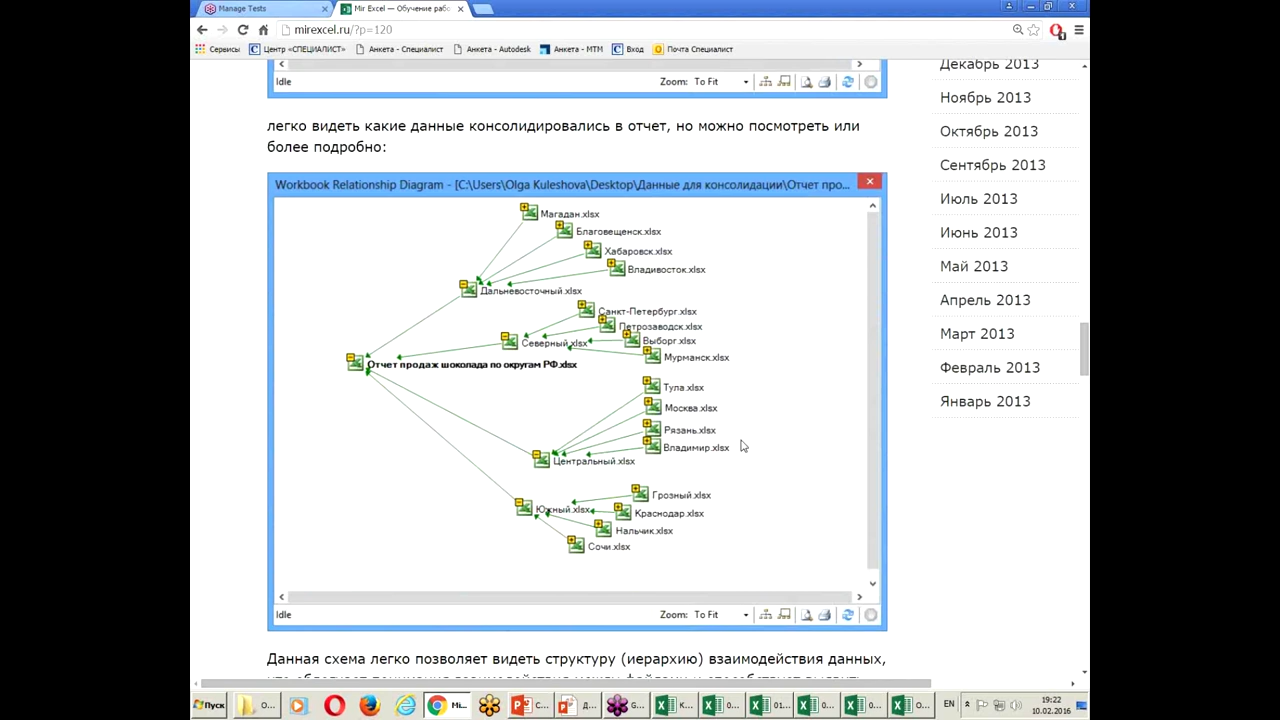 Manage Tests
Mir Excel — Обучение рабо
mirexcel.ru/?p=120
Сервисы
Центр «СПЕЦИАЛИСТ»
Анкета - Специалист
Анкета - Autodesk
Анкета - МТМ
Вход
Почта Специалист
Idle
Zoom: To Fit
легко видеть какие данные консолидировались в отчет, но можно посмотреть или
более подробно:
Workbook Relationship Diagram - [C:\Users\Olga Kuleshova\Desktop\Данные для консолидации\Отчет про...
Магадан.xlsx
Благовещенск.xlsx
Хабаровск.xlsx
Владивосток.xlsx
Дальневосточный.xlsx
Санкт-Петербург.xlsx
Петрозаводск.xlsx
Выборг.xlsx
Северный.xlsx
Мурманск.xlsx
Отчет продаж шоколада по округам РФ.xlsx
Тула.xlsx
Москва.xlsx
Рязань.xlsx
Владимир.xlsx
Центральный.xlsx
Грозный.xlsx
Южный.xlsx
Краснодар.xlsx
Нальчик.xlsx
Сочи.xlsx
Idle
Zoom: To Fit
Данная схема легко позволяет видеть структуру (иерархию) взаимодействия данных,
Декабрь 2013
Ноябрь 2013
Октябрь 2013
Сентябрь 2013
Июль 2013
Июнь 2013
Май 2013
Апрель 2013
Март 2013
Февраль 2013
Январь 2013
Пуск
O...
Mi...
C...
Д...
G...
K...
0...
01...
0...
0...
O...
EN
19:22
10.02.2016